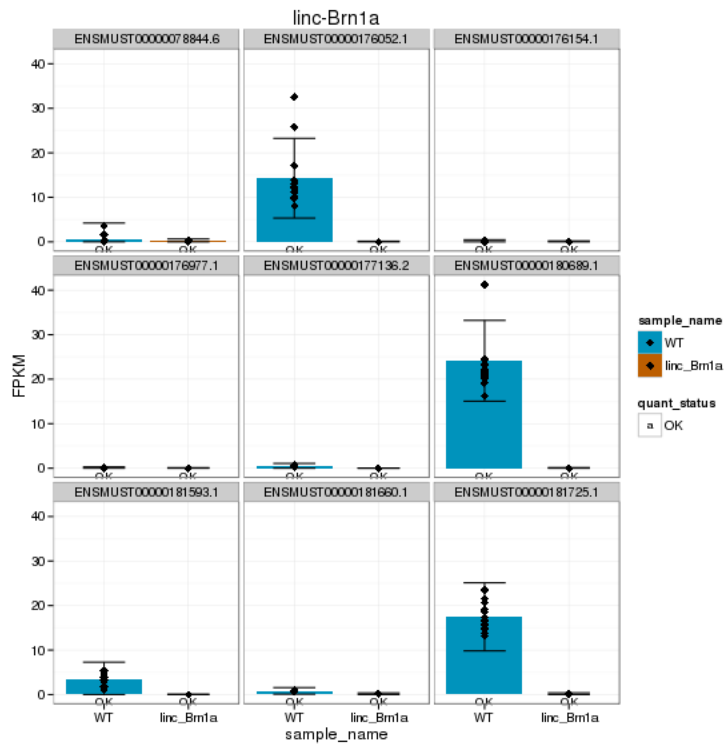 linc-Brn1a
ENSMUST00000078844.6 ENSMUST00000176052.1 ENSMUST00000176154.1
40
30
20
10
0
OK OK OK OK OK OK
ENSMUST00000176977.1 ENSMUST00000177136.2 ENSMUST00000180689.1
40
30
20
10
0
OK OK OK OK OK OK
ENSMUST00000181593.1 ENSMUST00000181660.1 ENSMUST00000181725.1
40
30
20
10
0
OK OK OK OK OK OK
WT linc_Brn1a WT linc_Brn1a WT linc_Brn1a
sample_name
FPKM
sample_name
WT
linc_Brn1a
quant_status
a OK